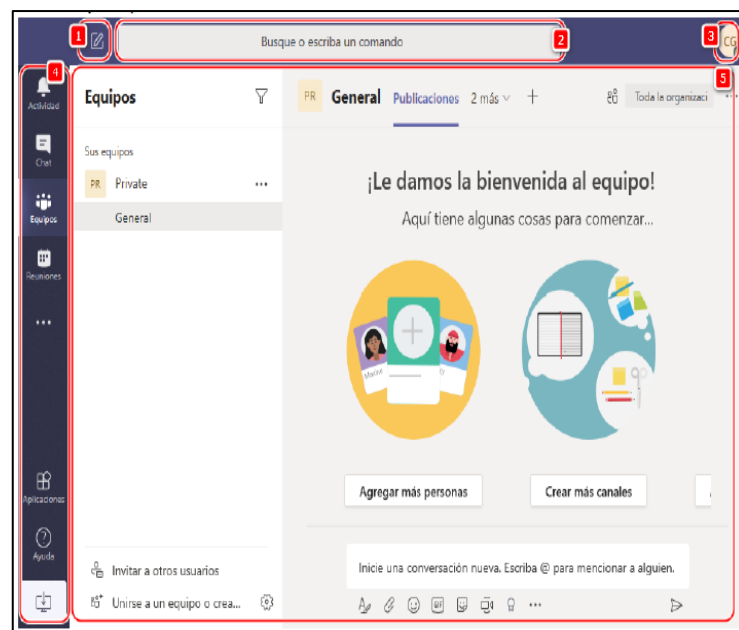 1
Busque o escriba un comando
2
3
CG
4
5
Actividad
Chat
Equipos
Reuniones
...
Aplicaciones
Ayuda
Equipos
Sus equipos
PR Private ...
General
Invitar a otros usuarios
Unirse a un equipo o crea...
PR General Publicaciones 2 más +
Toda la organizaci ...
¡Le damos la bienvenida al equipo!
Aquí tiene algunas cosas para comenzar...
Agregar más personas
Crear más canales
Inicie una conversación nueva. Escriba @ para mencionar a alguien.
GIF
...